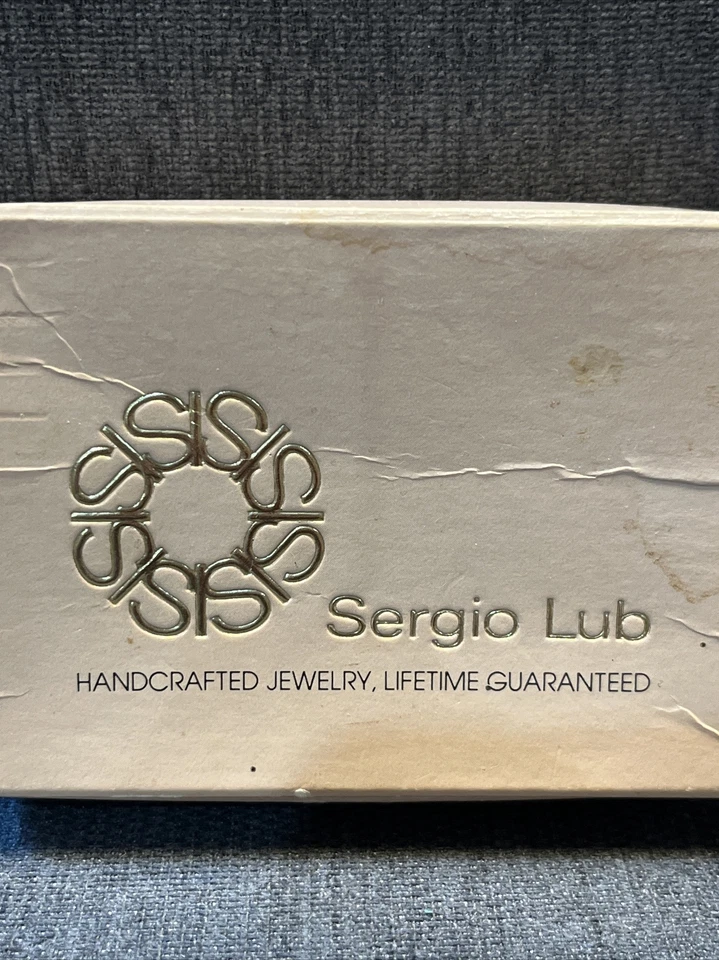 Sergio Lub
HANDCRAFTED JEWELRY, LIFETIME GUARANTEED